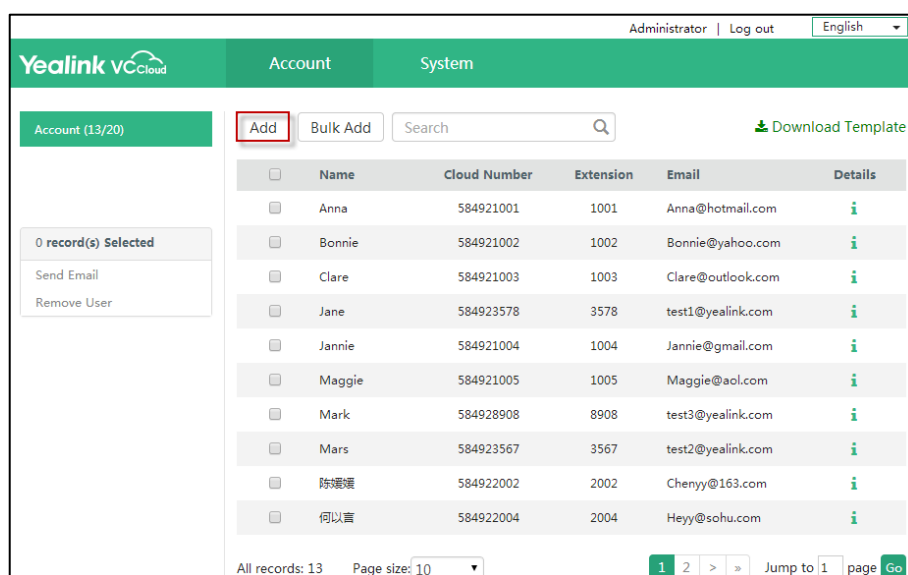 Administrator | Log out English
Yealink VCCloud Account System
Account (13/20)
Add Bulk Add Search Download Template
Name Cloud Number Extension Email Details
Anna 584921001 1001 Anna@hotmail.com
0 record(s) Selected
Bonnie 584921002 1002 Bonnie@yahoo.com
Send Email
Clare 584921003 1003 Clare@outlook.com
Remove User
Jane 584923578 3578 test1@yealink.com
Jannie 584921004 1004 Jannie@gmail.com
Maggie 584921005 1005 Maggie@aol.com
Mark 584928908 8908 test3@yealink.com
Mars 584923567 3567 test2@yealink.com
陈媛媛 584922002 2002 Chenyy@163.com
何以言 584922004 2004 Heyy@sohu.com
All records: 13 Page size: 10 1 2 > » Jump to 1 page Go